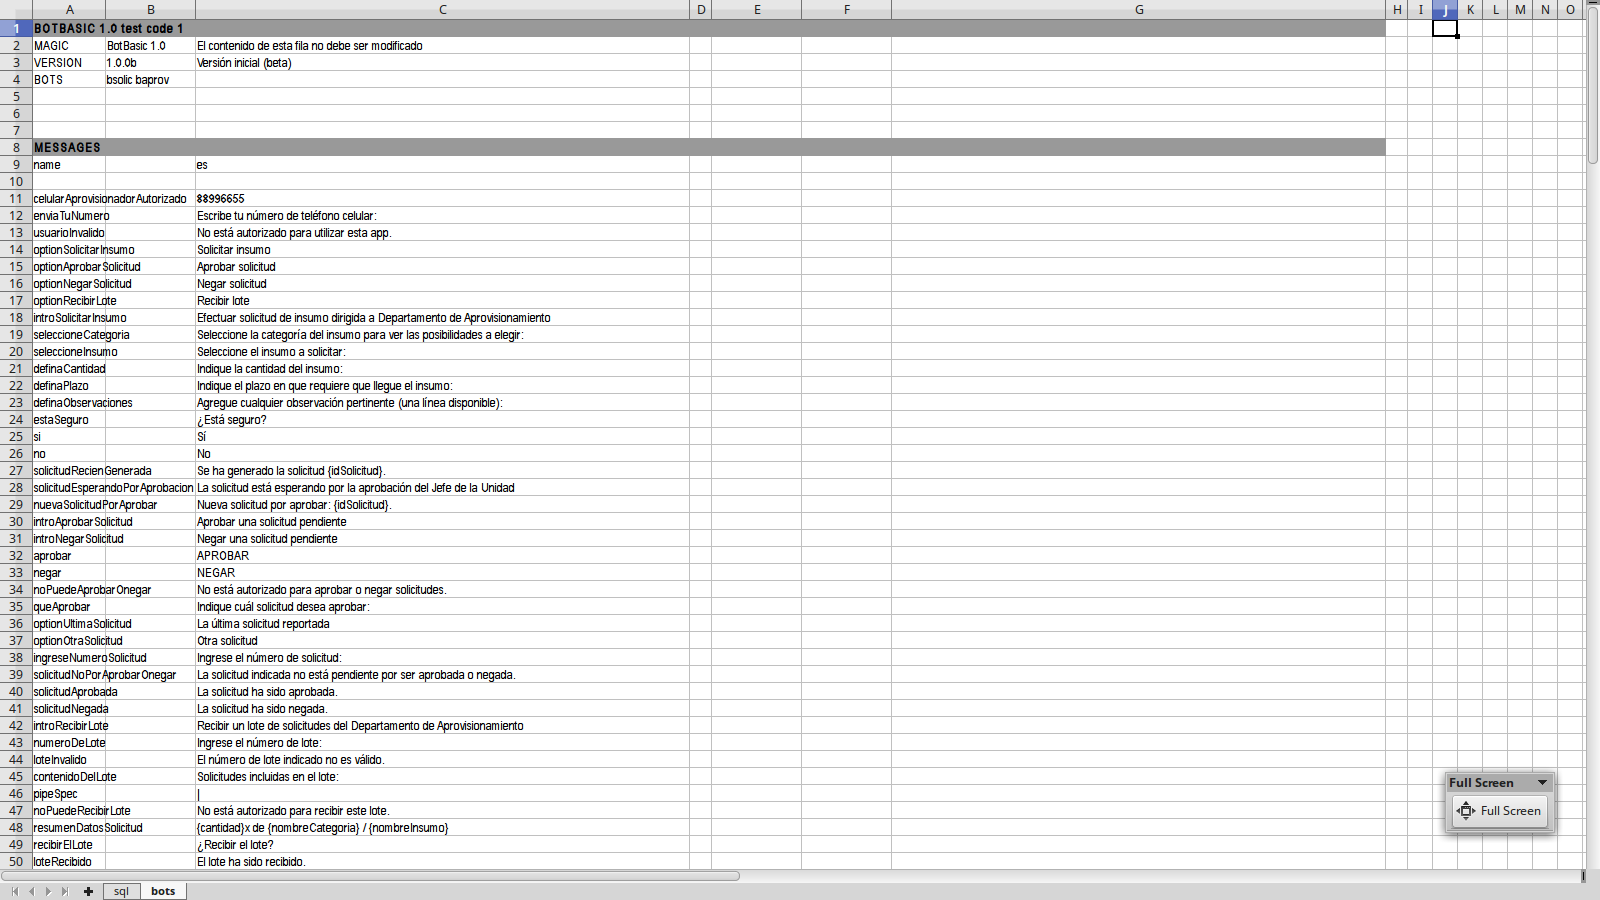 A B C D E F G H I J K L M N O
1 BOTBASIC 1.0 test code 1
2 MAGIC BotBasic 1.0 El contenido de esta fila no debe ser modificado
3 VERSION 1.0.0b Versión inicial (beta)
4 BOTS bsolic baprov
5
6
7
8 MESSAGES
9 name es
10
11 celularAprovisionadorAutorizado 88996655
12 enviaTuNumero Escribe tu número de teléfono celular:
13 usuarioInvalido No está autorizado para utilizar esta app.
14 optionSolicitarInsumo Solicitar insumo
15 optionAprobarSolicitud Aprobar solicitud
16 optionNegarSolicitud Negar solicitud
17 optionRecibirLote Recibir lote
18 introSolicitarInsumo Efectuar solicitud de insumo dirigida a Departamento de Aprovisionamiento
19 seleccioneCategoria Seleccione la categoría del insumo para ver las posibilidades a elegir:
20 seleccioneInsumo Seleccione el insumo a solicitar:
21 definaCantidad Indique la cantidad del insumo:
22 definaPlazo Indique el plazo en que requiere que llegue el insumo:
23 definaObservaciones Agregue cualquier observación pertinente (una línea disponible):
24 estaSeguro ¿Está seguro?
25 si Sí
26 no No
27 solicitudRecienGenerada Se ha generado la solicitud {idSolicitud}.
28 solicitudEsperandoPorAprobacion La solicitud está esperando por la aprobación del Jefe de la Unidad
29 nuevaSolicitudPorAprobar Nueva solicitud por aprobar: {idSolicitud}.
30 introAprobarSolicitud Aprobar una solicitud pendiente
31 introNegarSolicitud Negar una solicitud pendiente
32 aprobar APROBAR
33 negar NEGAR
34 noPuedeAprobarOnegar No está autorizado para aprobar o negar solicitudes.
35 queAprobar Indique cuál solicitud desea aprobar:
36 optionUltimaSolicitud La última solicitud reportada
37 optionOtraSolicitud Otra solicitud
38 ingreseNumeroSolicitud Ingrese el número de solicitud:
39 solicitudNoPorAprobarOnegar La solicitud indicada no está pendiente por ser aprobada o negada.
40 solicitudAprobada La solicitud ha sido aprobada.
41 solicitudNegada La solicitud ha sido negada.
42 introRecibirLote Recibir un lote de solicitudes del Departamento de Aprovisionamiento
43 numeroDeLote Ingrese el número de lote:
44 loteInvalido El número de lote indicado no es válido.
45 contenidoDelLote Solicitudes incluidas en el lote:
46 pipeSpec |
47 noPuedeRecibirLote No está autorizado para recibir este lote.
48 resumenDatosSolicitud {cantidad}x de {nombreCategoria} / {nombreInsumo}
49 recibirElLote ¿Recibir el lote?
50 loteRecibido El lote ha sido recibido.
Full Screen
Full Screen
sql bots